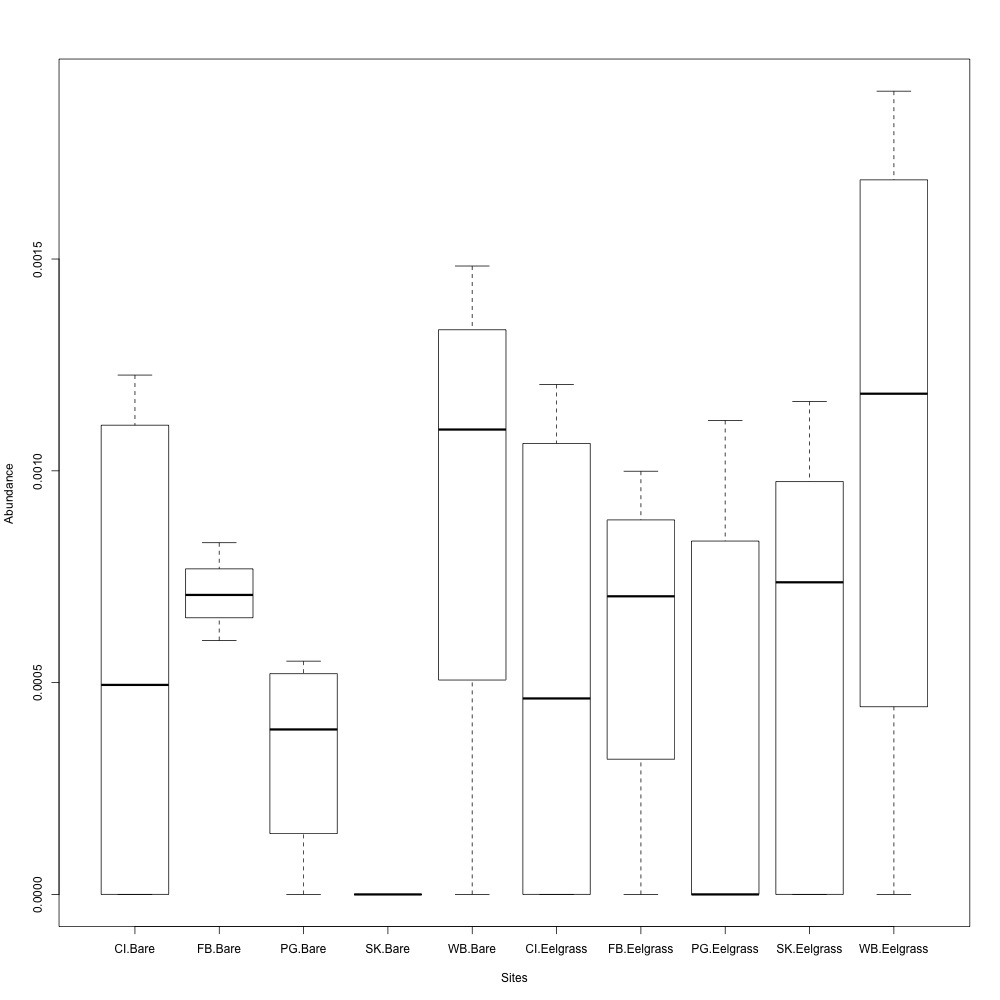 Abundance
0.0015
0.0010
0.0005
0.0000
CI.Bare FB.Bare PG.Bare SK.Bare WB.Bare CI.Eelgrass FB.Eelgrass PG.Eelgrass SK.Eelgrass WB.Eelgrass
Sites